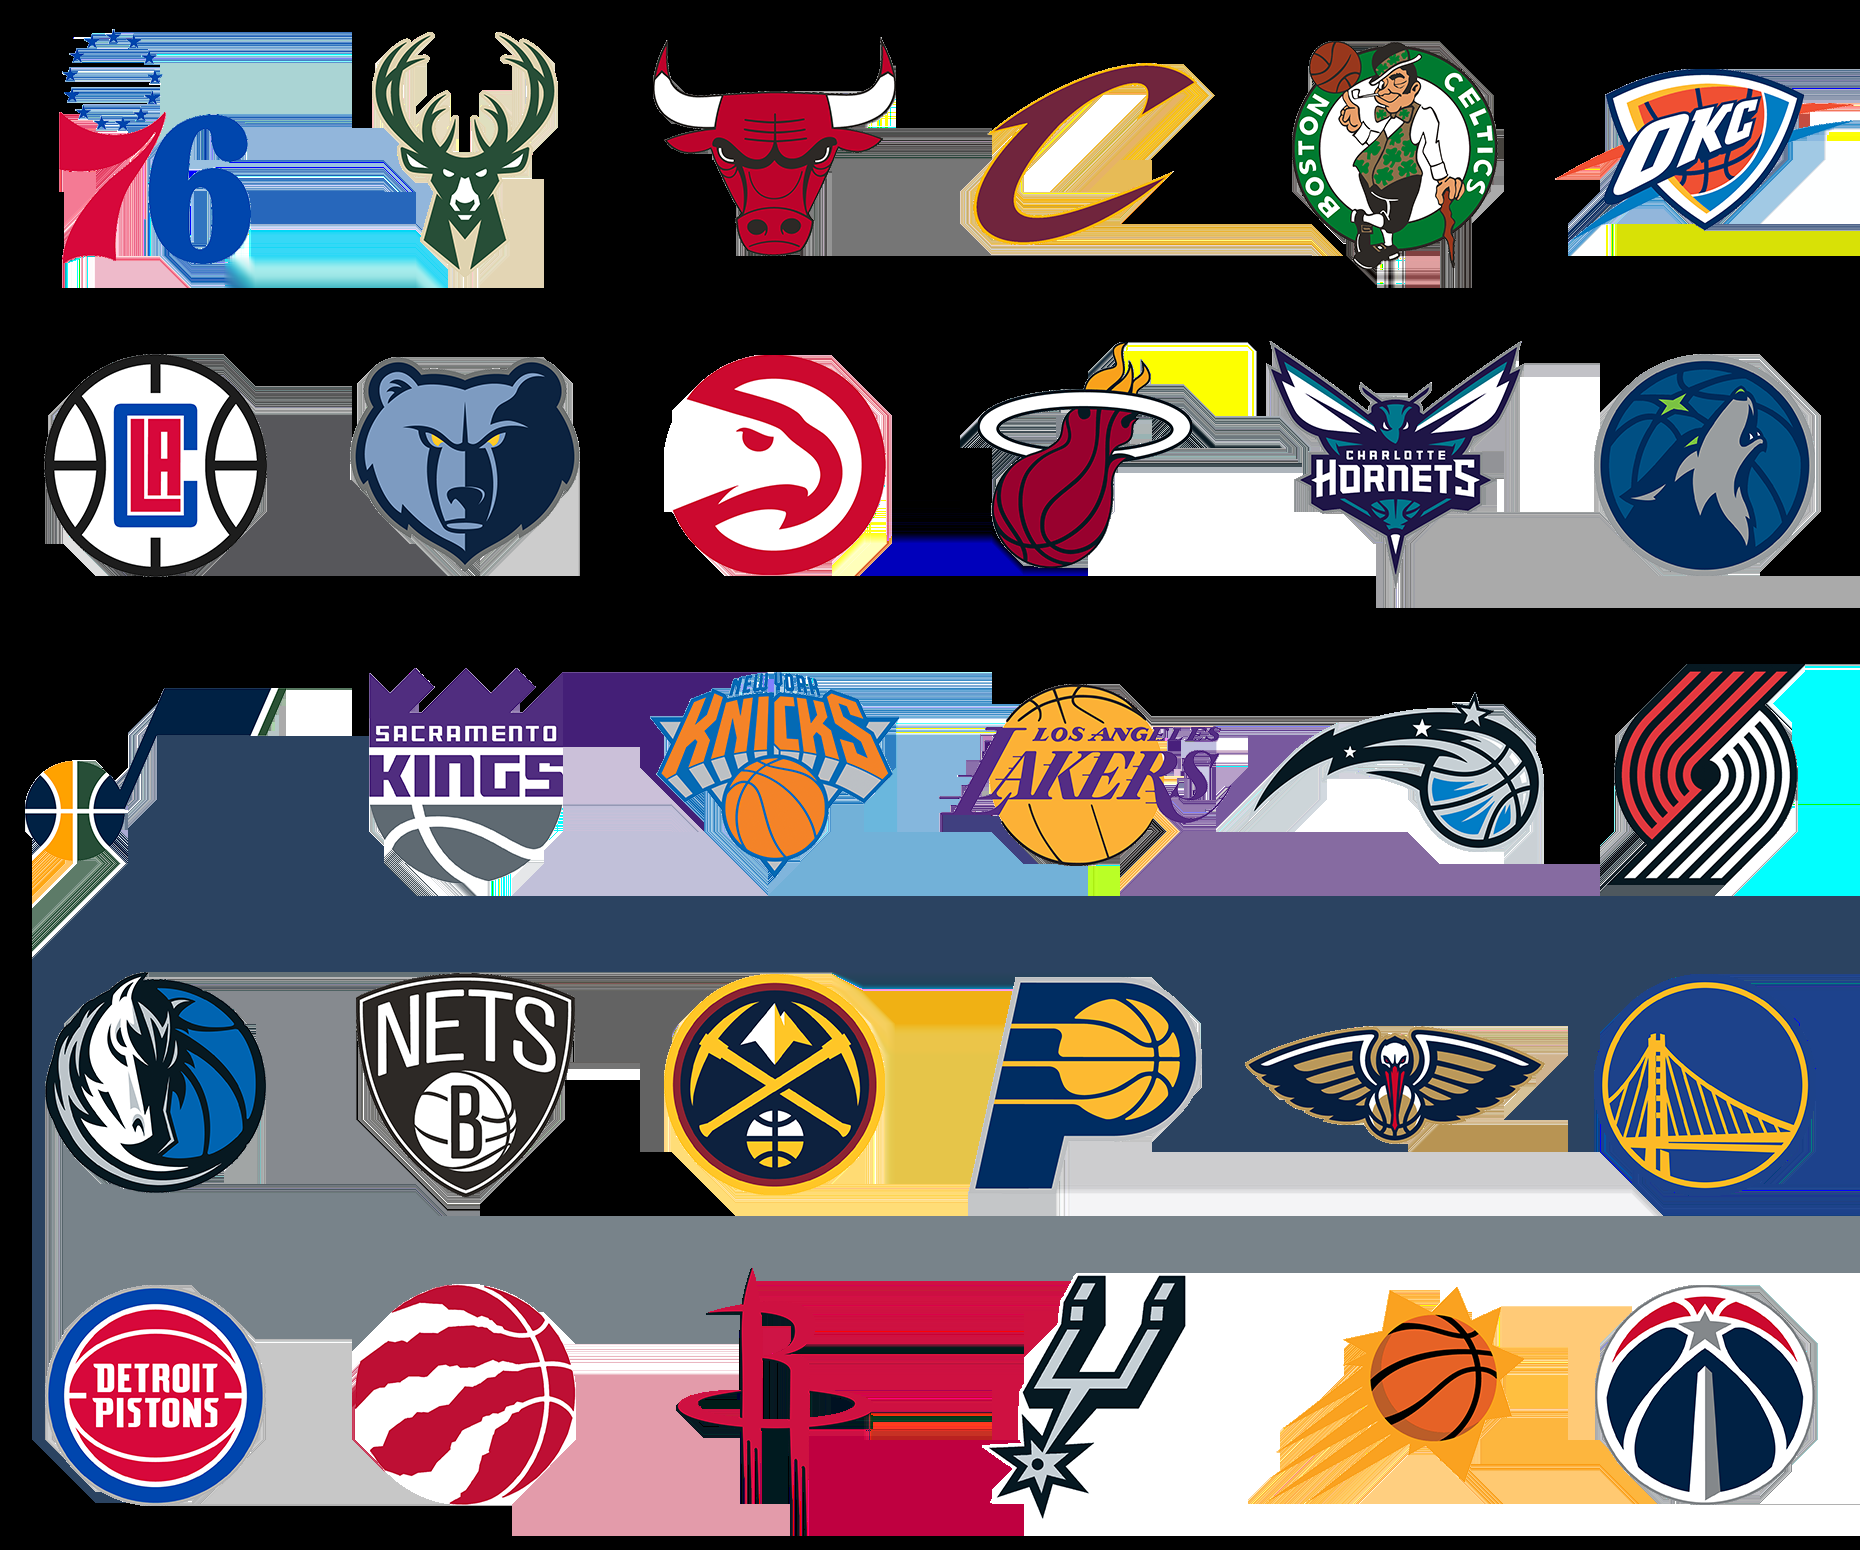 76
BOSTON CELTICS
OKC
LA
C
CHARLOTTE
HORNETS
SACRAMENTO
KINGS
NEW YORK
KNICKS
LOS ANGELES
LAKERS
NETS
B
P
DETROIT
PISTONS
R